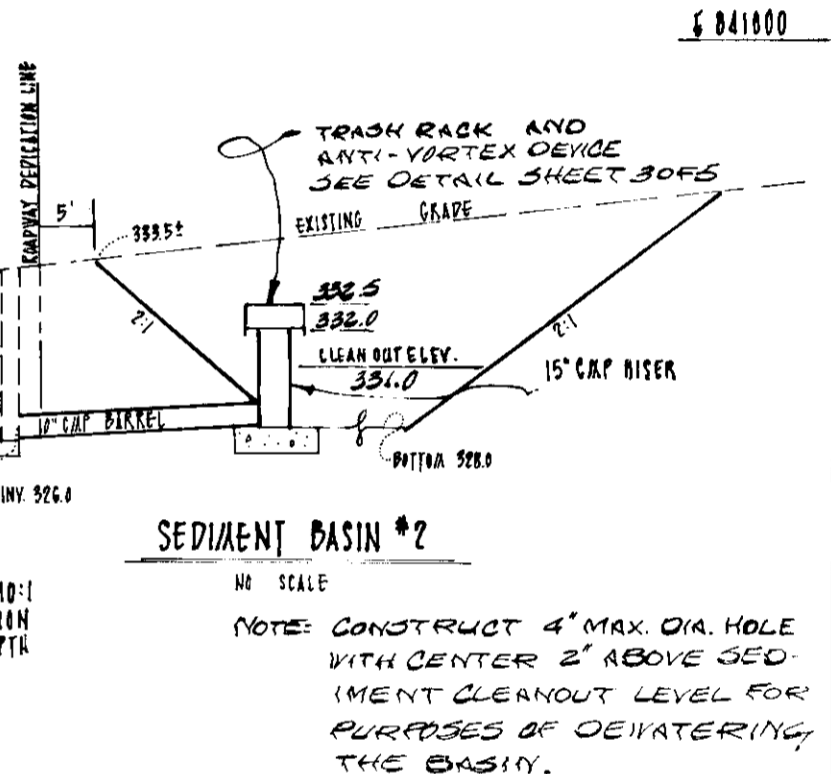 841000
TRASH RACK AND
ANTI-VORTEX DEVICE
SEE DETAIL SHEET 3 OF 5
ROADWAY DEDICATION LINE
5'
333.5±
EXISTING GRADE
2:1
332.5
332.0
2:1
CLEAN OUT ELEV.
331.0
15" CMP RISER
10" CMP BARREL
BOTTOM 328.0
INV. 326.0
SEDIMENT BASIN #2
NO SCALE
NOTE: CONSTRUCT 4" MAX. DIA. HOLE
WITH CENTER 2" ABOVE SED-
IMENT CLEANOUT LEVEL FOR
PURPOSES OF DEWATERING
THE BASIN.